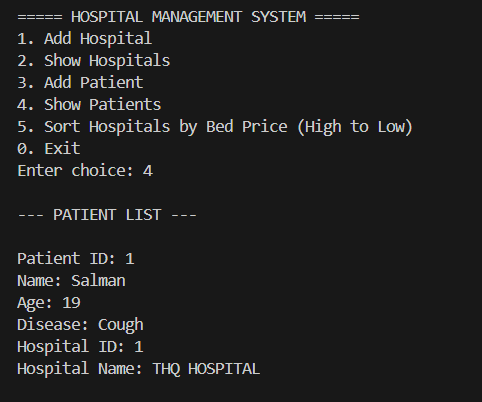 ===== HOSPITAL MANAGEMENT SYSTEM =====
1. Add Hospital
2. Show Hospitals
3. Add Patient
4. Show Patients
5. Sort Hospitals by Bed Price (High to Low)
0. Exit
Enter choice: 4
--- PATIENT LIST ---
Patient ID: 1
Name: Salman
Age: 19
Disease: Cough
Hospital ID: 1
Hospital Name: THQ HOSPITAL